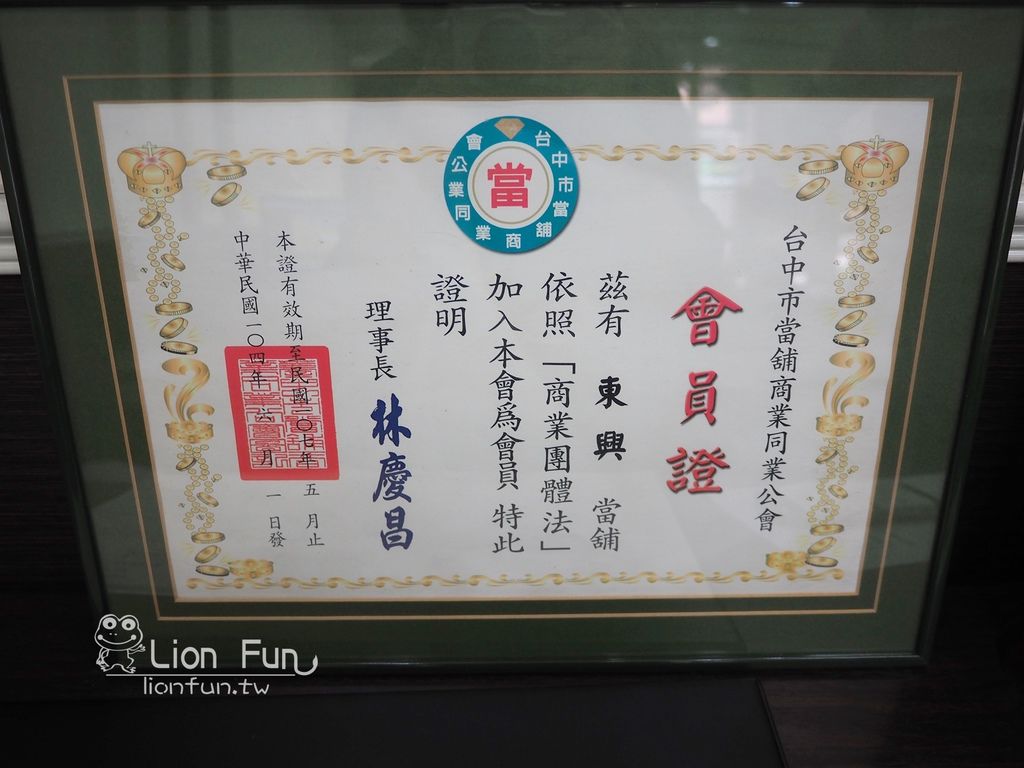 台中市當舖商業同業公會
當
台中市當舖商業同業公會
會員證
茲有 東興 當舖
依照「商業團體法」
加入本會爲會員 特此
證明
理事長 林慶昌
本證有效期至民國一〇七年 五 月止
中華民國一〇四年 六 月 一 日發
Lion Fun
lionfun.tw